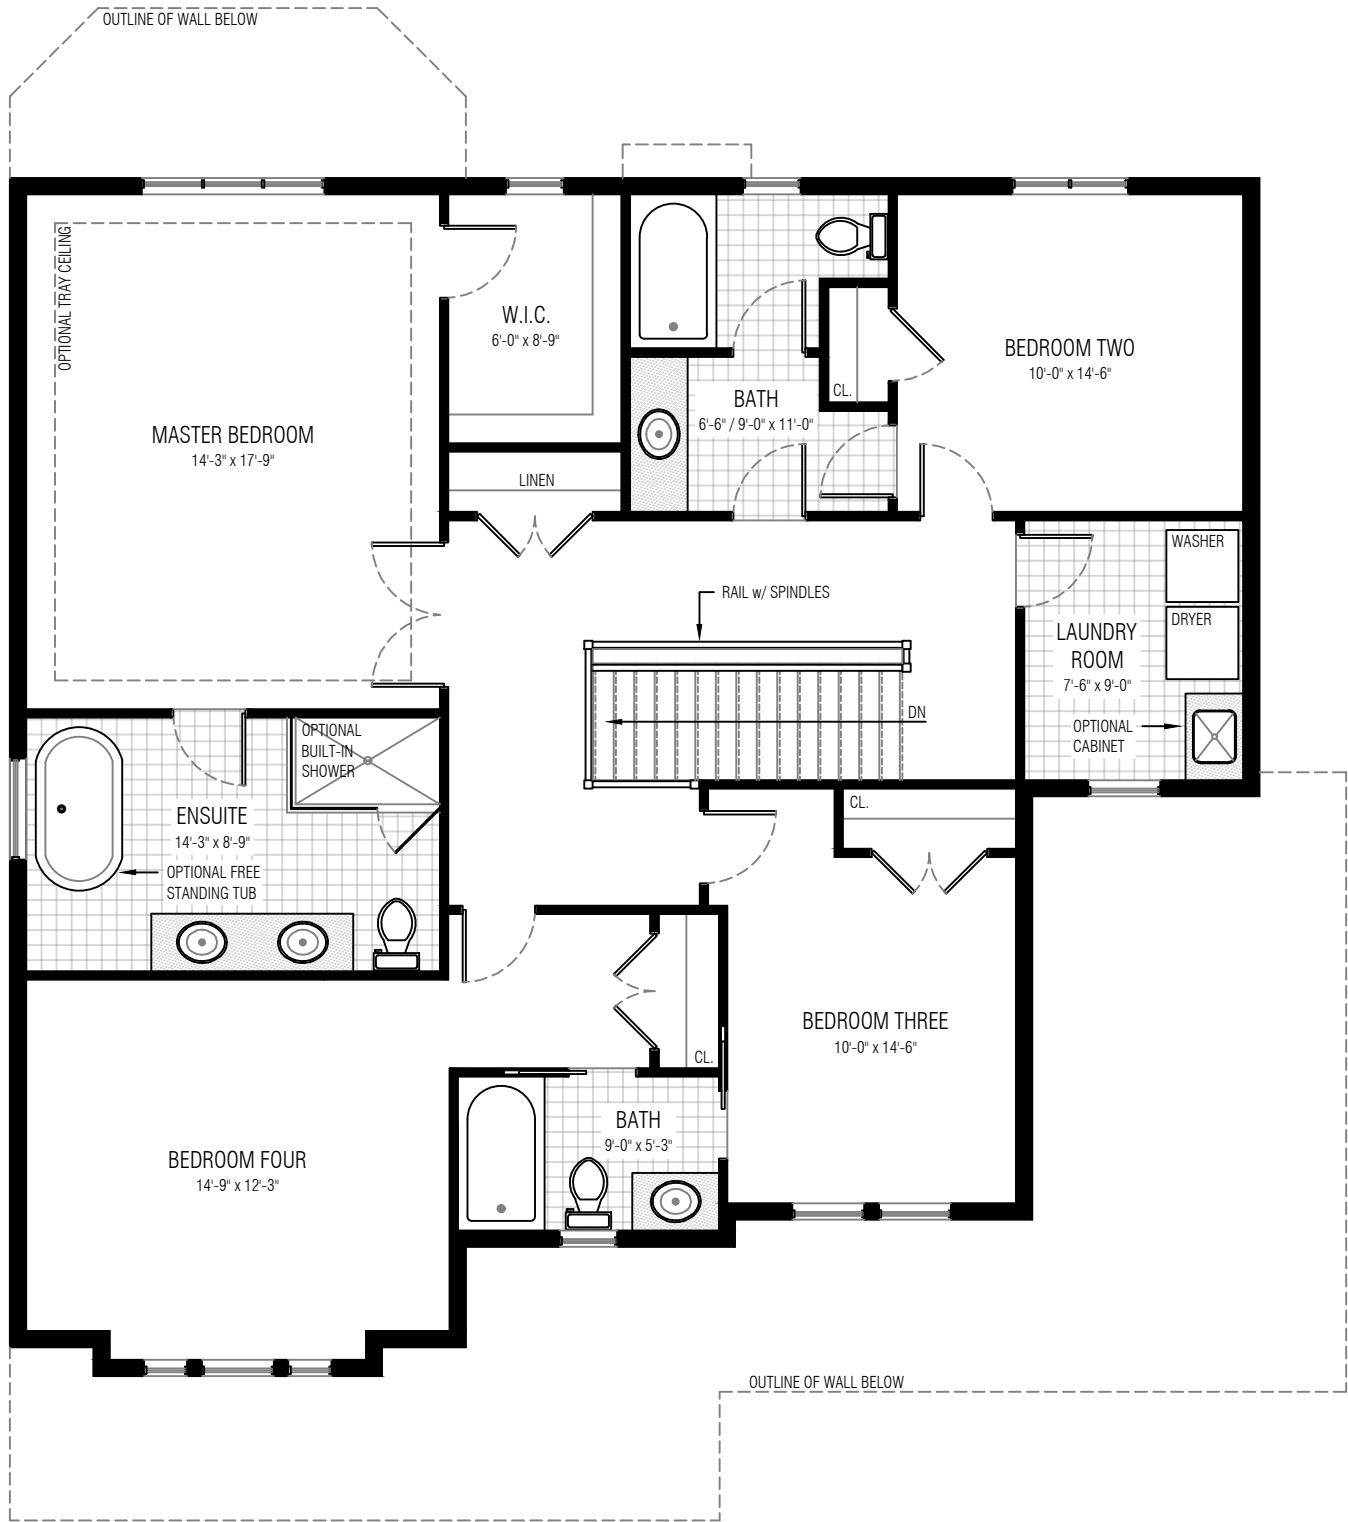 OUTLINE OF WALL BELOW
OPTIONAL TRAY CEILING
W.I.C.
6'-0" x 8'-9"
BEDROOM TWO
10'-0" x 14'-6"
CL.
BATH
6'-6" / 9'-0" x 11'-0"
MASTER BEDROOM
14'-3" x 17'-9"
LINEN
WASHER
RAIL w/ SPINDLES
DRYER
LAUNDRY
ROOM
7'-6" x 9'-0"
DN
OPTIONAL
CABINET
OPTIONAL
BUILT-IN
SHOWER
CL.
ENSUITE
14'-3" x 8'-9"
OPTIONAL FREE
STANDING TUB
BEDROOM THREE
10'-0" x 14'-6"
CL.
BATH
9'-0" x 5'-3"
BEDROOM FOUR
14'-9" x 12'-3"
OUTLINE OF WALL BELOW